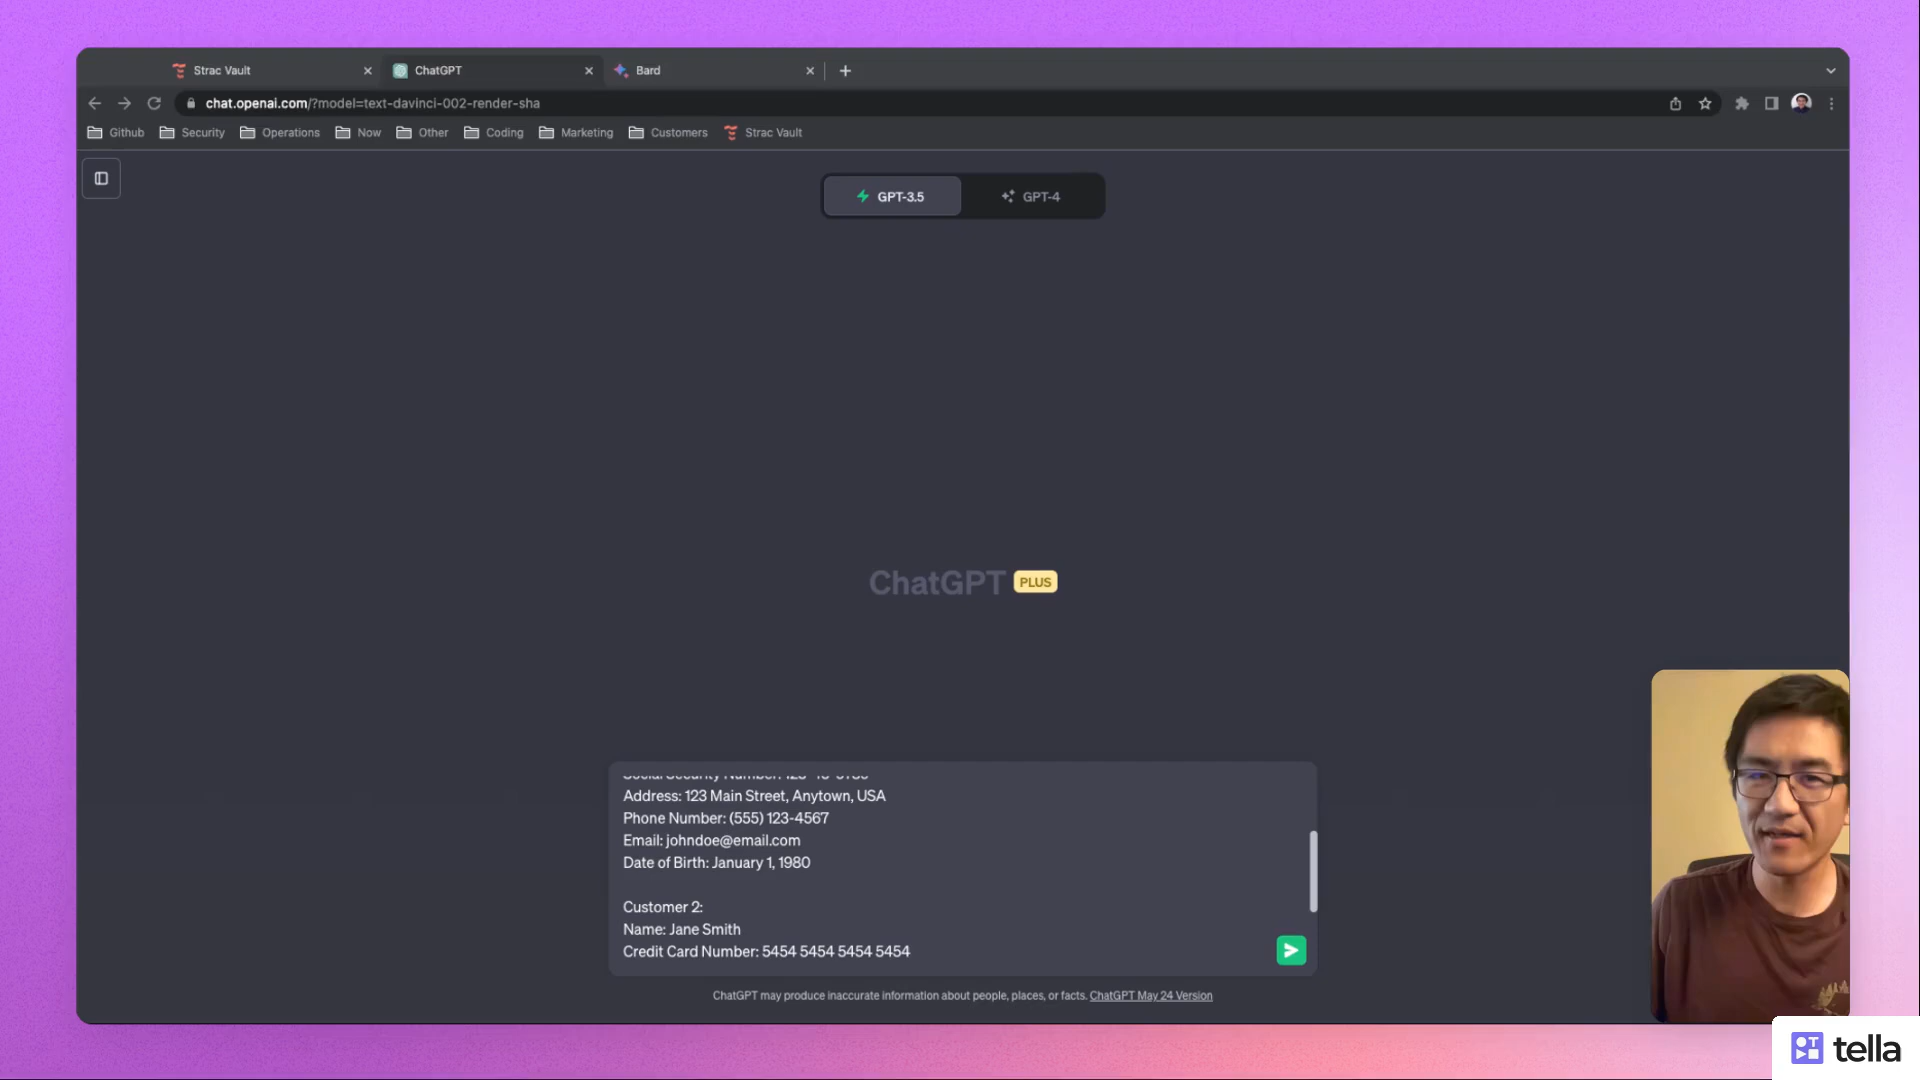 Strac Vault
ChatGPT
Bard
chat.openai.com/?model=text-davinci-002-render-sha
Github
Security
Operations
Now
Other
Coding
Marketing
Customers
Strac Vault
GPT-3.5
GPT-4
ChatGPT PLUS
Social Security Number:
Address: 123 Main Street, Anytown, USA
Phone Number: (555) 123-4567
Email: johndoe@email.com
Date of Birth: January 1, 1980
Customer 2:
Name: Jane Smith
Credit Card Number: 5454 5454 5454 5454
ChatGPT may produce inaccurate information about people, places, or facts. ChatGPT May 24 Version
tella